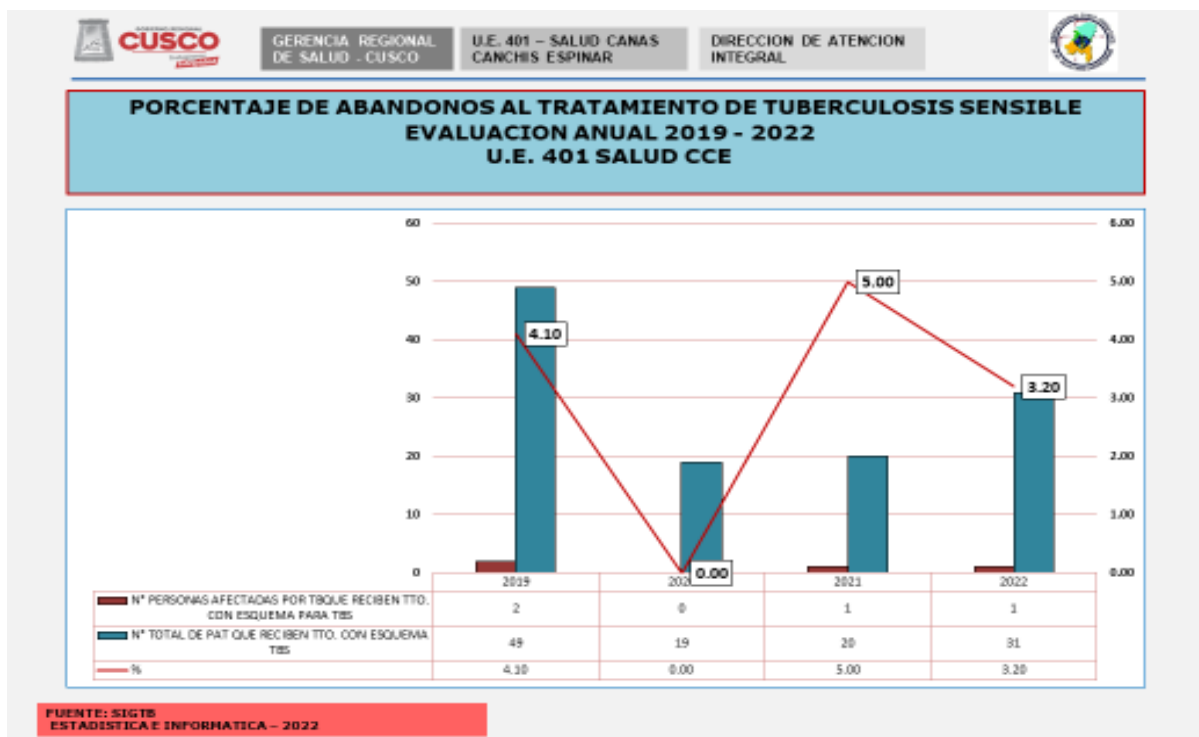 CUSCO
GERENCIA REGIONAL
DE SALUD - CUSCO
U.E. 401 – SALUD CANAS
CANCHIS ESPINAR
DIRECCION DE ATENCION
INTEGRAL
PORCENTAJE DE ABANDONOS AL TRATAMIENTO DE TUBERCULOSIS SENSIBLE
EVALUACION ANUAL 2019 - 2022
U.E. 401 SALUD CCE
60 6.00
50 5.00 5.00
40 4.10 4.00
30 3.20 3.00
20 2.00
10 1.00
0 0.00 0.00
2019 2021 2022
N° PERSONAS AFECTADAS POR TBQUE RECIBEN TTO.
CON ESQUEMA PARA TBS
2 0 1 1
N° TOTAL DE PAT QUE RECIBEN TTO. CON ESQUEMA
TBS
49 19 20 31
% 4.10 0.00 5.00 3.20
FUENTE: SIGTB
ESTADISTICA E INFORMATICA – 2022